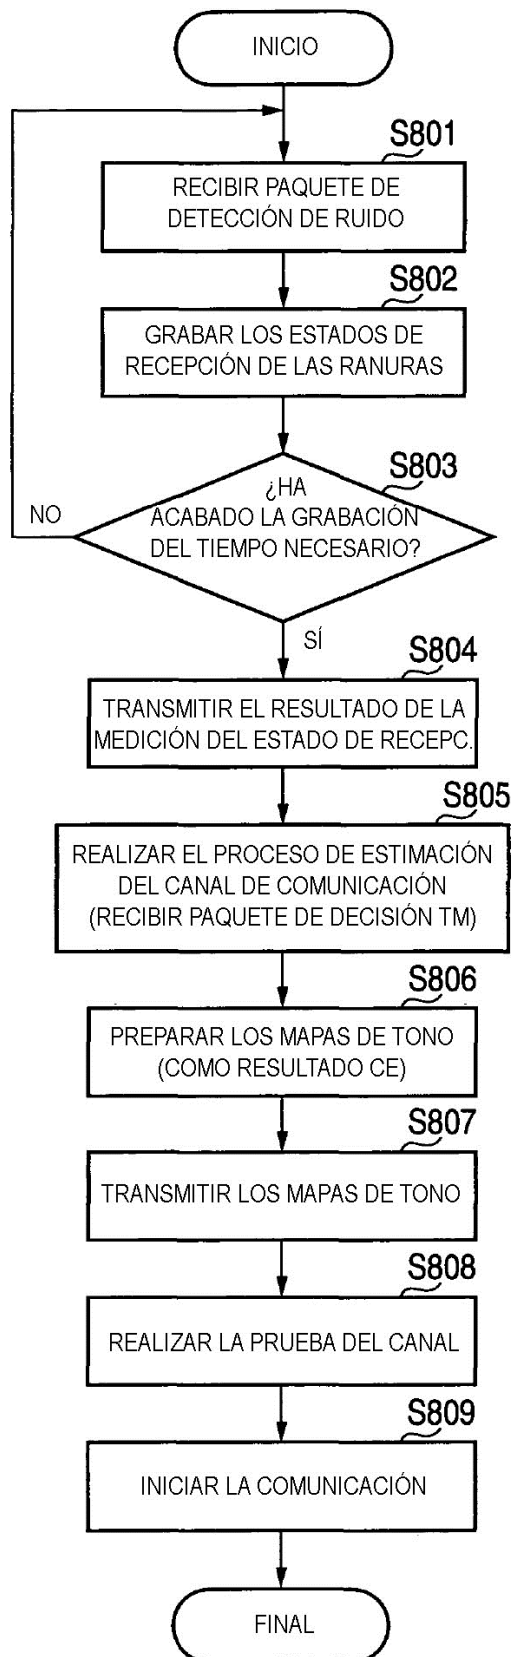 INICIO
S801
RECIBIR PAQUETE DE
DETECCIÓN DE RUIDO
S802
GRABAR LOS ESTADOS DE
RECEPCIÓN DE LAS RANURAS
S803
¿HA
ACABADO LA GRABACIÓN
DEL TIEMPO NECESARIO?
NO
SÍ
S804
TRANSMITIR EL RESULTADO DE LA
MEDICIÓN DEL ESTADO DE RECEPC.
S805
REALIZAR EL PROCESO DE ESTIMACIÓN
DEL CANAL DE COMUNICACIÓN
(RECIBIR PAQUETE DE DECISIÓN TM)
S806
PREPARAR LOS MAPAS DE TONO
(COMO RESULTADO CE)
S807
TRANSMITIR LOS MAPAS DE TONO
S808
REALIZAR LA PRUEBA DEL CANAL
S809
INICIAR LA COMUNICACIÓN
FINAL